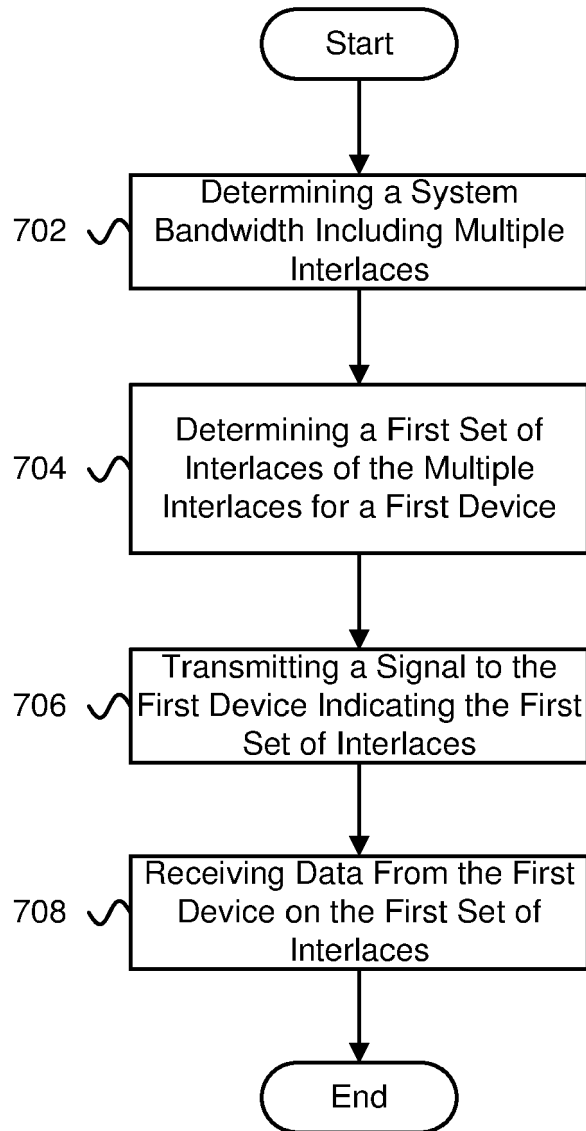 Start
702
Determining a System
Bandwidth Including Multiple
Interlaces
704
Determining a First Set of
Interlaces of the Multiple
Interlaces for a First Device
706
Transmitting a Signal to the
First Device Indicating the First
Set of Interlaces
708
Receiving Data From the First
Device on the First Set of
Interlaces
End